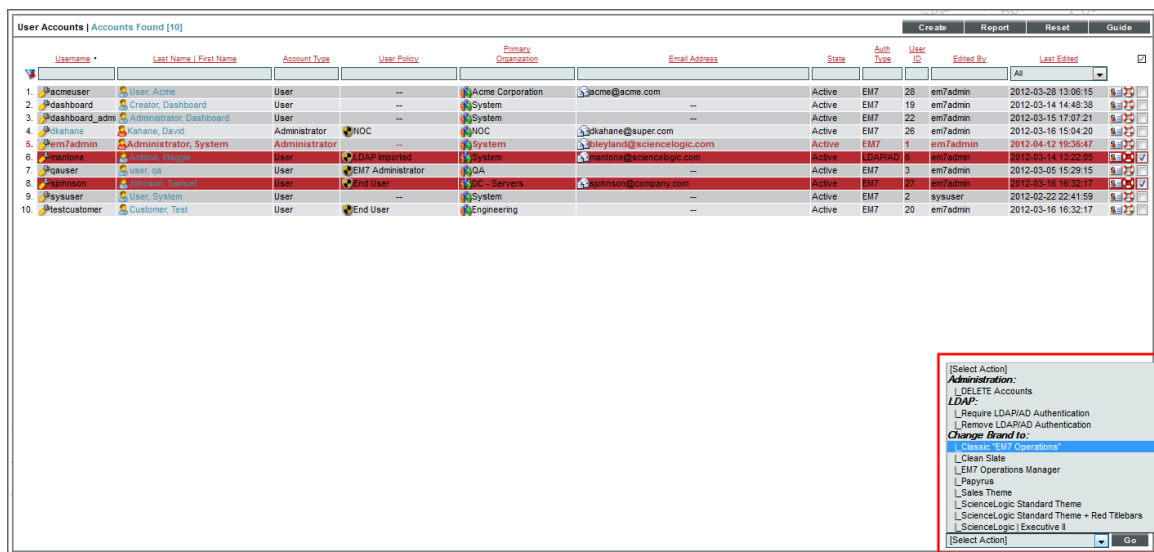 User Accounts | Accounts Found [10] Create Report Reset Guide
Username Last Name | First Name Account Type User Policy Primary Organization Email Address State Auth Type User ID Edited By Last Edited
All
1. acmeuser User, Acme User -- Acme Corporation acme@acme.com Active EM7 28 em7admin 2012-03-28 13:06:15
2. dashboard Creator, Dashboard User -- System -- Active EM7 19 em7admin 2012-03-14 14:48:38
3. dashboard_admi Administrator, Dashboard User -- System -- Active EM7 22 em7admin 2012-03-15 17:07:21
4. dkahane Kahane, David Administrator NOC NOC dkahane@super.com Active EM7 26 em7admin 2012-03-16 15:04:20
5. em7admin Administrator, System Administrator -- System bleyland@sciencelogic.com Active EM7 1 em7admin 2012-04-12 19:36:47
6. mantone Antone, Maggie User LDAP Imported System mantone@sciencelogic.com Active LDAP/AD 6 em7admin 2012-03-14 13:22:05
7. qauser user, qa User EM7 Administrator QA -- Active EM7 3 em7admin 2012-03-05 15:29:15
8. sjohnson Johnson, Samuel User End User DC - Servers sjohnson@company.com Active EM7 27 em7admin 2012-03-16 16:32:17
9. sysuser User, System User -- System -- Active EM7 2 sysuser 2012-02-22 22:41:59
10. testcustomer Customer, Test User End User Engineering -- Active EM7 20 em7admin 2012-03-16 16:32:17
[Select Action]
Administration:
|_DELETE Accounts
LDAP:
|_Require LDAP/AD Authentication
|_Remove LDAP/AD Authentication
Change Brand to:
|_Classic "EM7 Operations"
|_Clean Slate
|_EM7 Operations Manager
|_Papyrus
|_Sales Theme
|_ScienceLogic Standard Theme
|_ScienceLogic Standard Theme + Red Titlebars
|_ScienceLogic | Executive II
[Select Action] Go